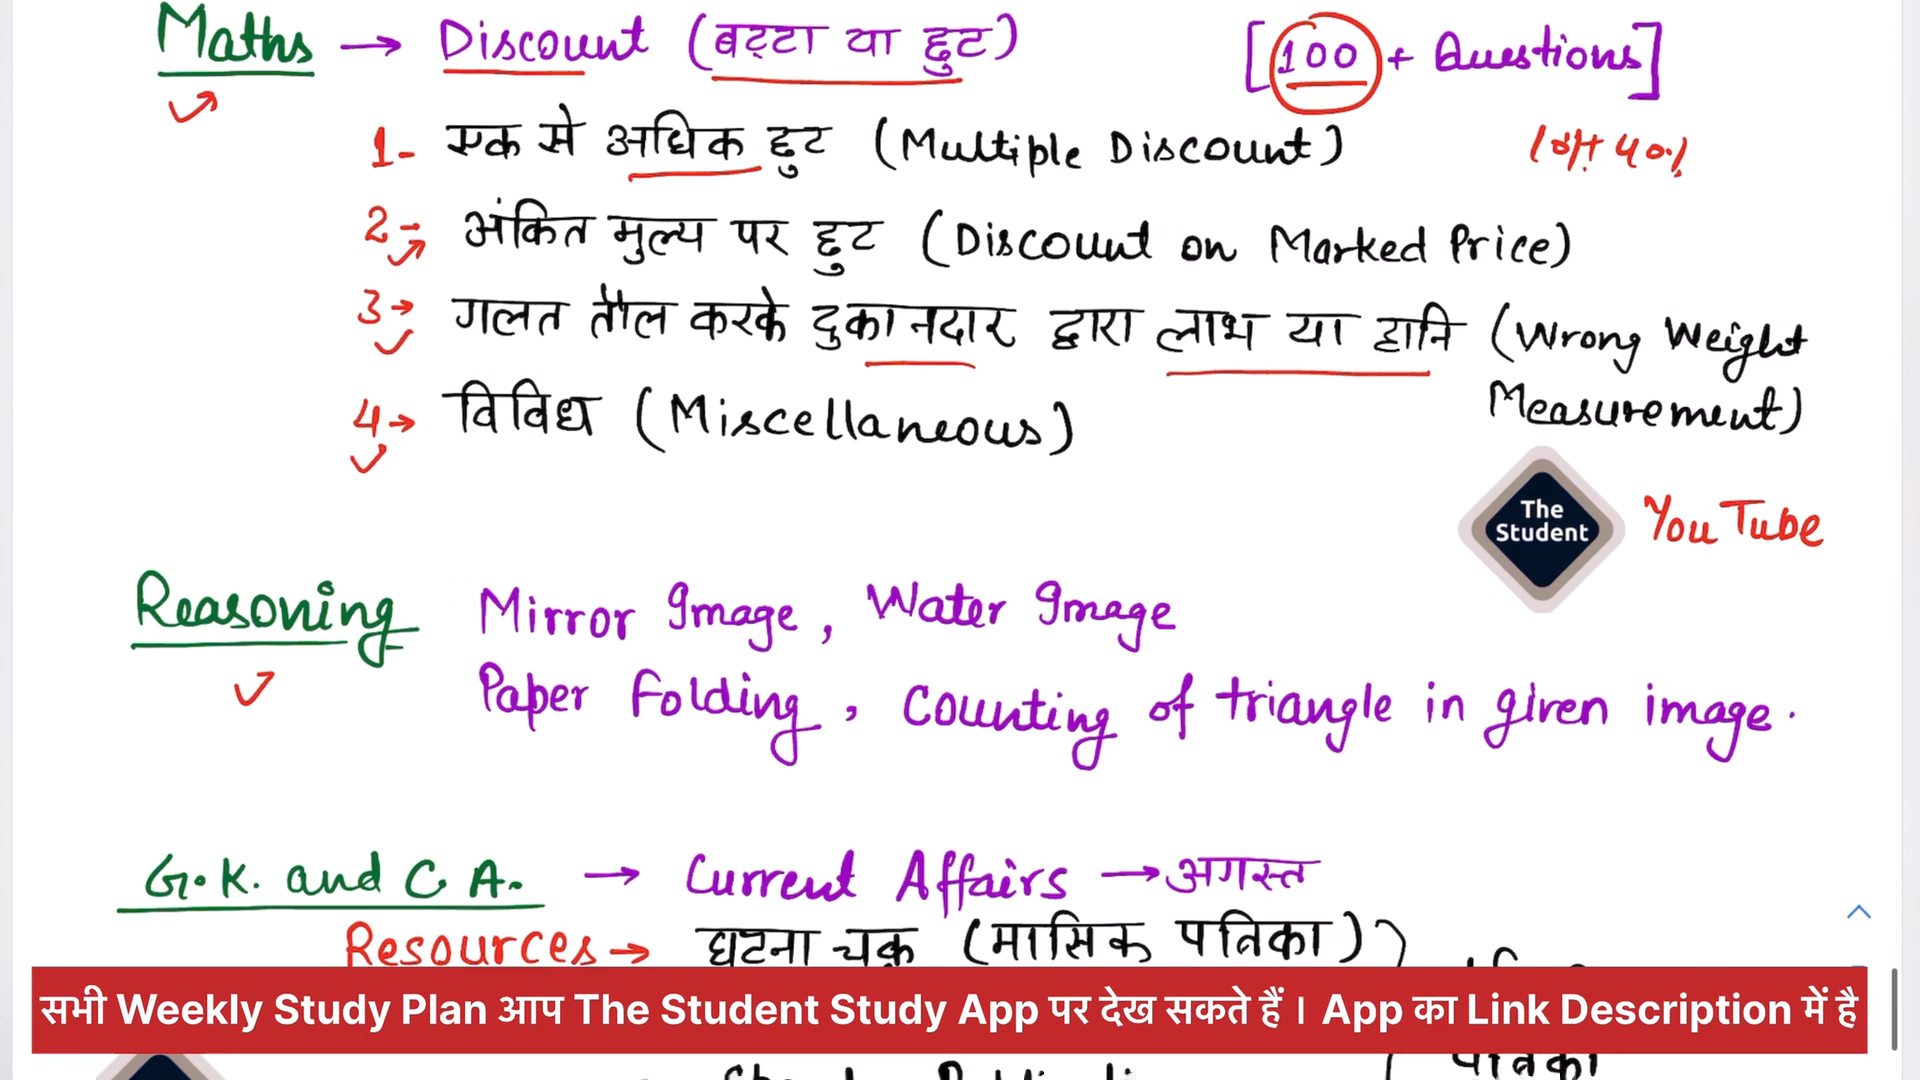 Maths → Discount (बट्टा या छुट) [100 + Questions]
1- एक से अधिक छुट (Multiple Discount) 10%+ 40%
2- अंकित मुल्य पर छुट (Discount on Marked Price)
3→ गलत तौल करके दुकानदार द्वारा लाभ या हानि (Wrong Weight Measurement)
4→ विविध (Miscellaneous)
The Student YouTube
Reasoning Mirror Image, Water Image
Paper Folding, Counting of triangle in given image.
G.K. and C A. → Current Affairs → अगस्त
Resources → घटना चक्र (मासिक पत्रिका)
सभी Weekly Study Plan आप The Student Study App पर देख सकते हैं । App का Link Description में है
पत्रिका